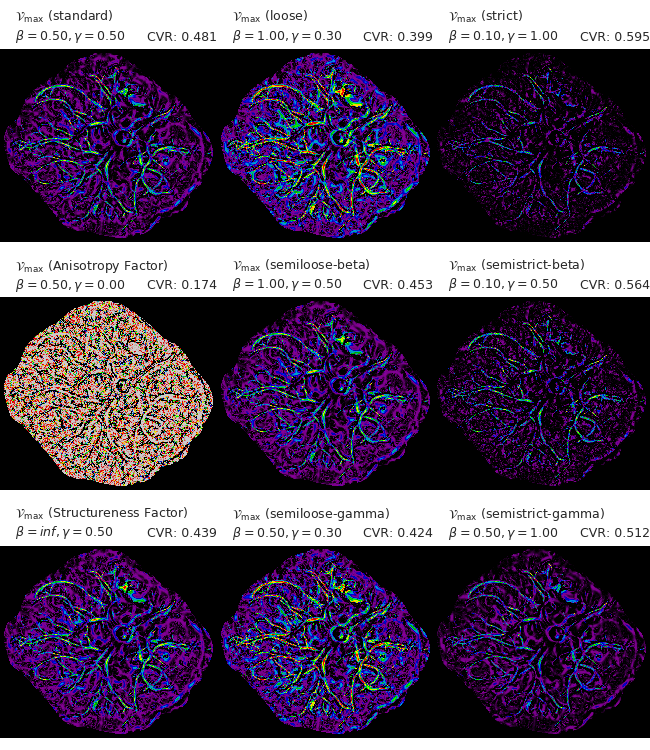 𝒱max (standard)
β = 0.50, γ = 0.50 CVR: 0.481
𝒱max (loose)
β = 1.00, γ = 0.30 CVR: 0.399
𝒱max (strict)
β = 0.10, γ = 1.00 CVR: 0.595
𝒱max (Anisotropy Factor)
β = 0.50, γ = 0.00 CVR: 0.174
𝒱max (semiloose-beta)
β = 1.00, γ = 0.50 CVR: 0.453
𝒱max (semistrict-beta)
β = 0.10, γ = 0.50 CVR: 0.564
𝒱max (Structureness Factor)
β = inf, γ = 0.50 CVR: 0.439
𝒱max (semiloose-gamma)
β = 0.50, γ = 0.30 CVR: 0.424
𝒱max (semistrict-gamma)
β = 0.50, γ = 1.00 CVR: 0.512